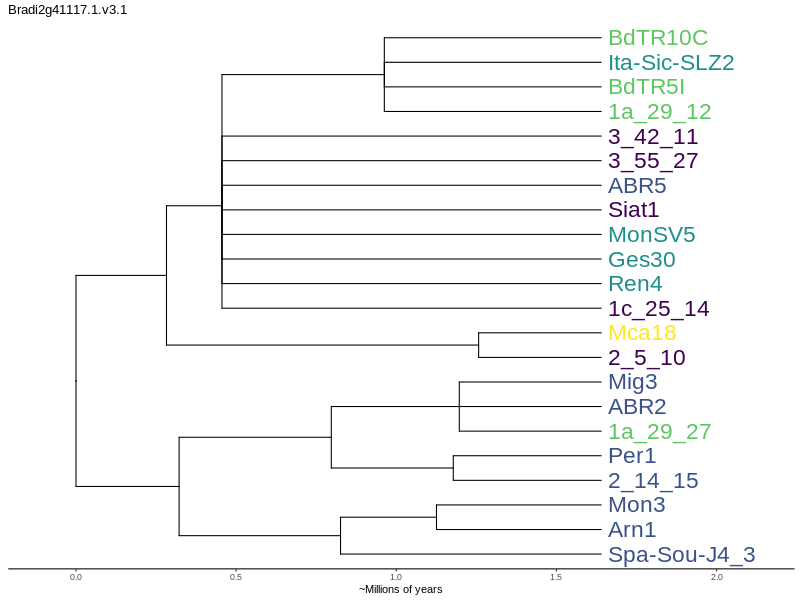 Bradi2g41117.1.v3.1
BdTR10C
Ita-Sic-SLZ2
BdTR5I
1a_29_12
3_42_11
3_55_27
ABR5
Siat1
MonSV5
Ges30
Ren4
1c_25_14
Mca18
2_5_10
Mig3
ABR2
1a_29_27
Per1
2_14_15
Mon3
Arn1
Spa-Sou-J4_3
0.0 0.5 1.0 1.5 2.0
~Millions of years